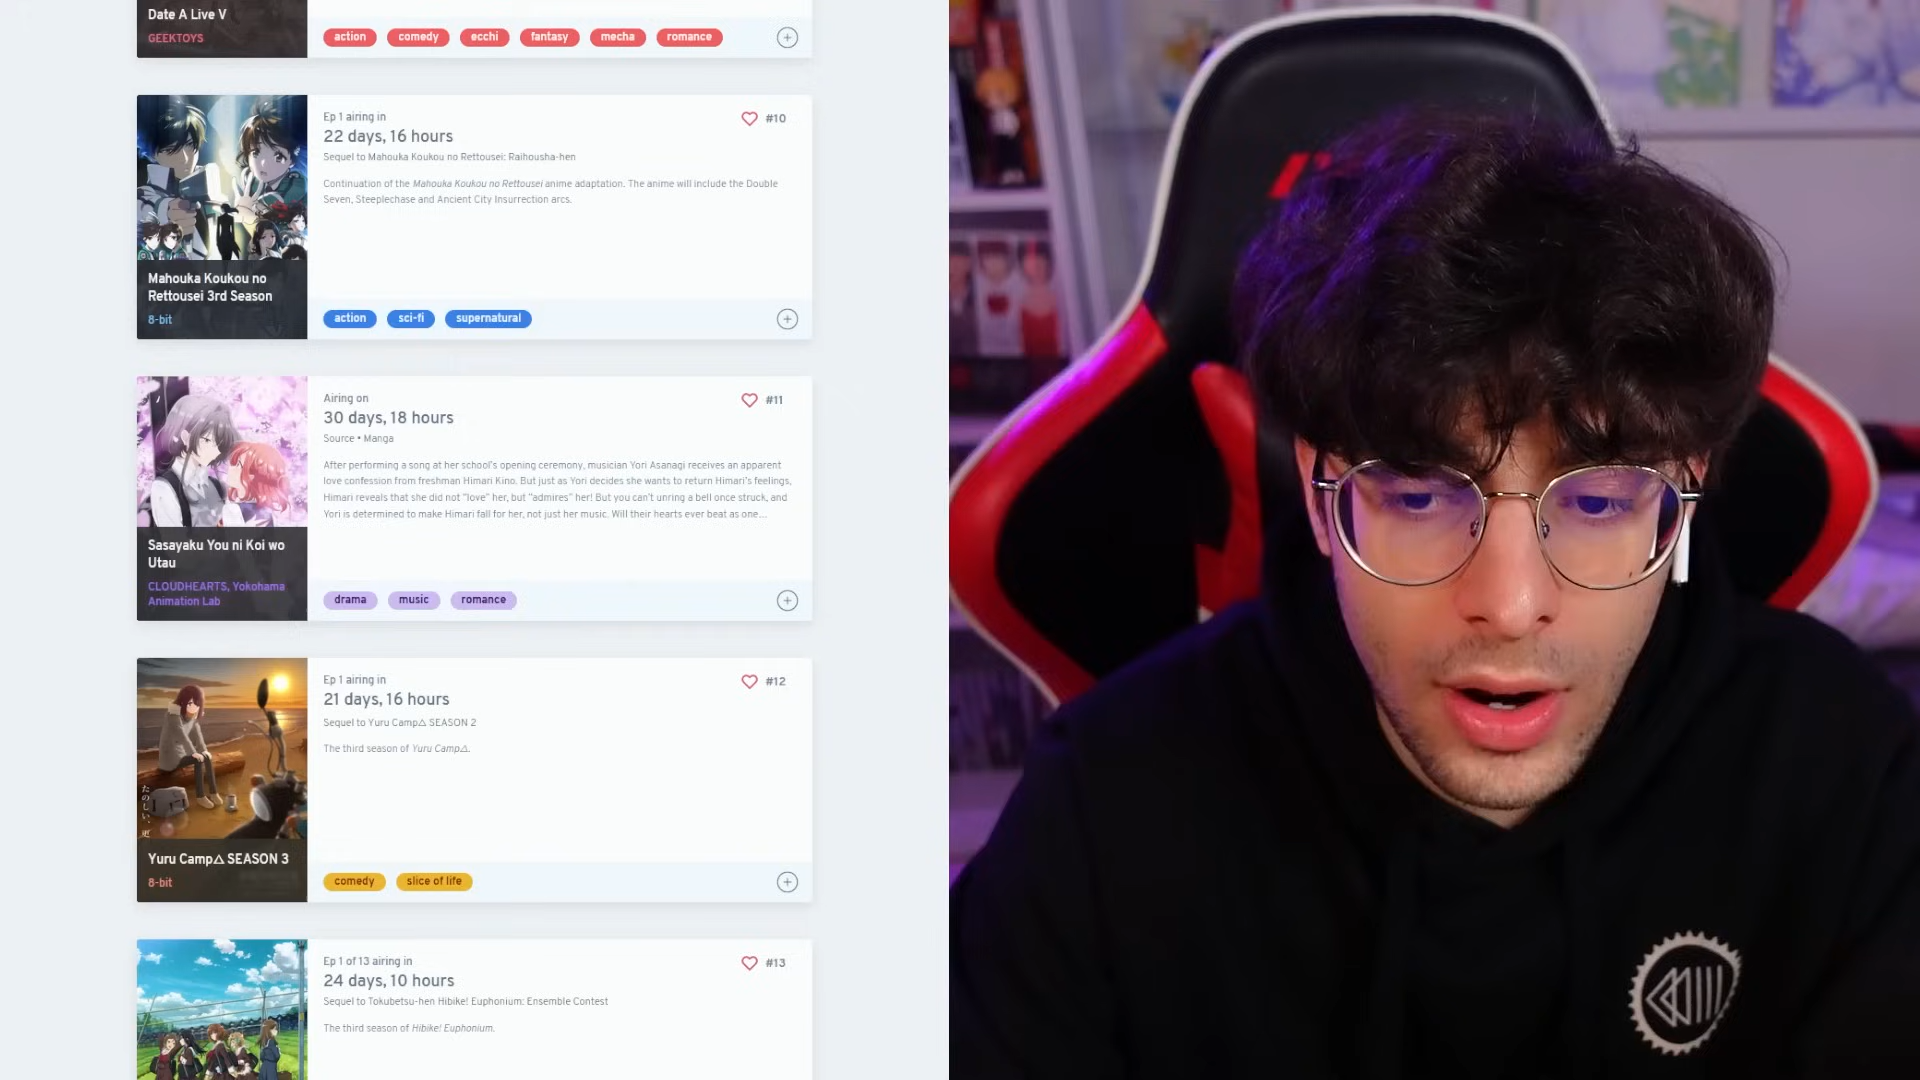 Date A Live V
GEEKTOYS
action comedy ecchi fantasy mecha romance
Ep 1 airing in
#10
22 days, 16 hours
Sequel to Mahouka Koukou no Rettousei: Raihousha-hen
Continuation of the Mahouka Koukou no Rettousei anime adaptation. The anime will include the Double
Seven, Steeplechase and Ancient City Insurrection arcs.
Mahouka Koukou no
Rettousei 3rd Season
8-bit
action sci-fi supernatural
Airing on
#11
30 days, 18 hours
Source • Manga
After performing a song at her school's opening ceremony, musician Yori Asanagi receives an apparent
love confession from freshman Himari Kino. But just as Yori decides she wants to return Himari's feelings,
Himari reveals that she did not "love" her, but "admires" her! But you can't unring a bell once struck, and
Yori is determined to make Himari fall for her, not just her music. Will their hearts ever beat as one...
Sasayaku You ni Koi wo
Utau
CLOUDHEARTS, Yokohama
Animation Lab
drama music romance
Ep 1 airing in
#12
21 days, 16 hours
Sequel to Yuru Camp△ SEASON 2
The third season of Yuru Camp△.
たのしい、更
Yuru Camp△ SEASON 3
8-bit
comedy slice of life
Ep 1 of 13 airing in
#13
24 days, 10 hours
Sequel to Tokubetsu-hen Hibike! Euphonium: Ensemble Contest
The third season of Hibike! Euphonium.